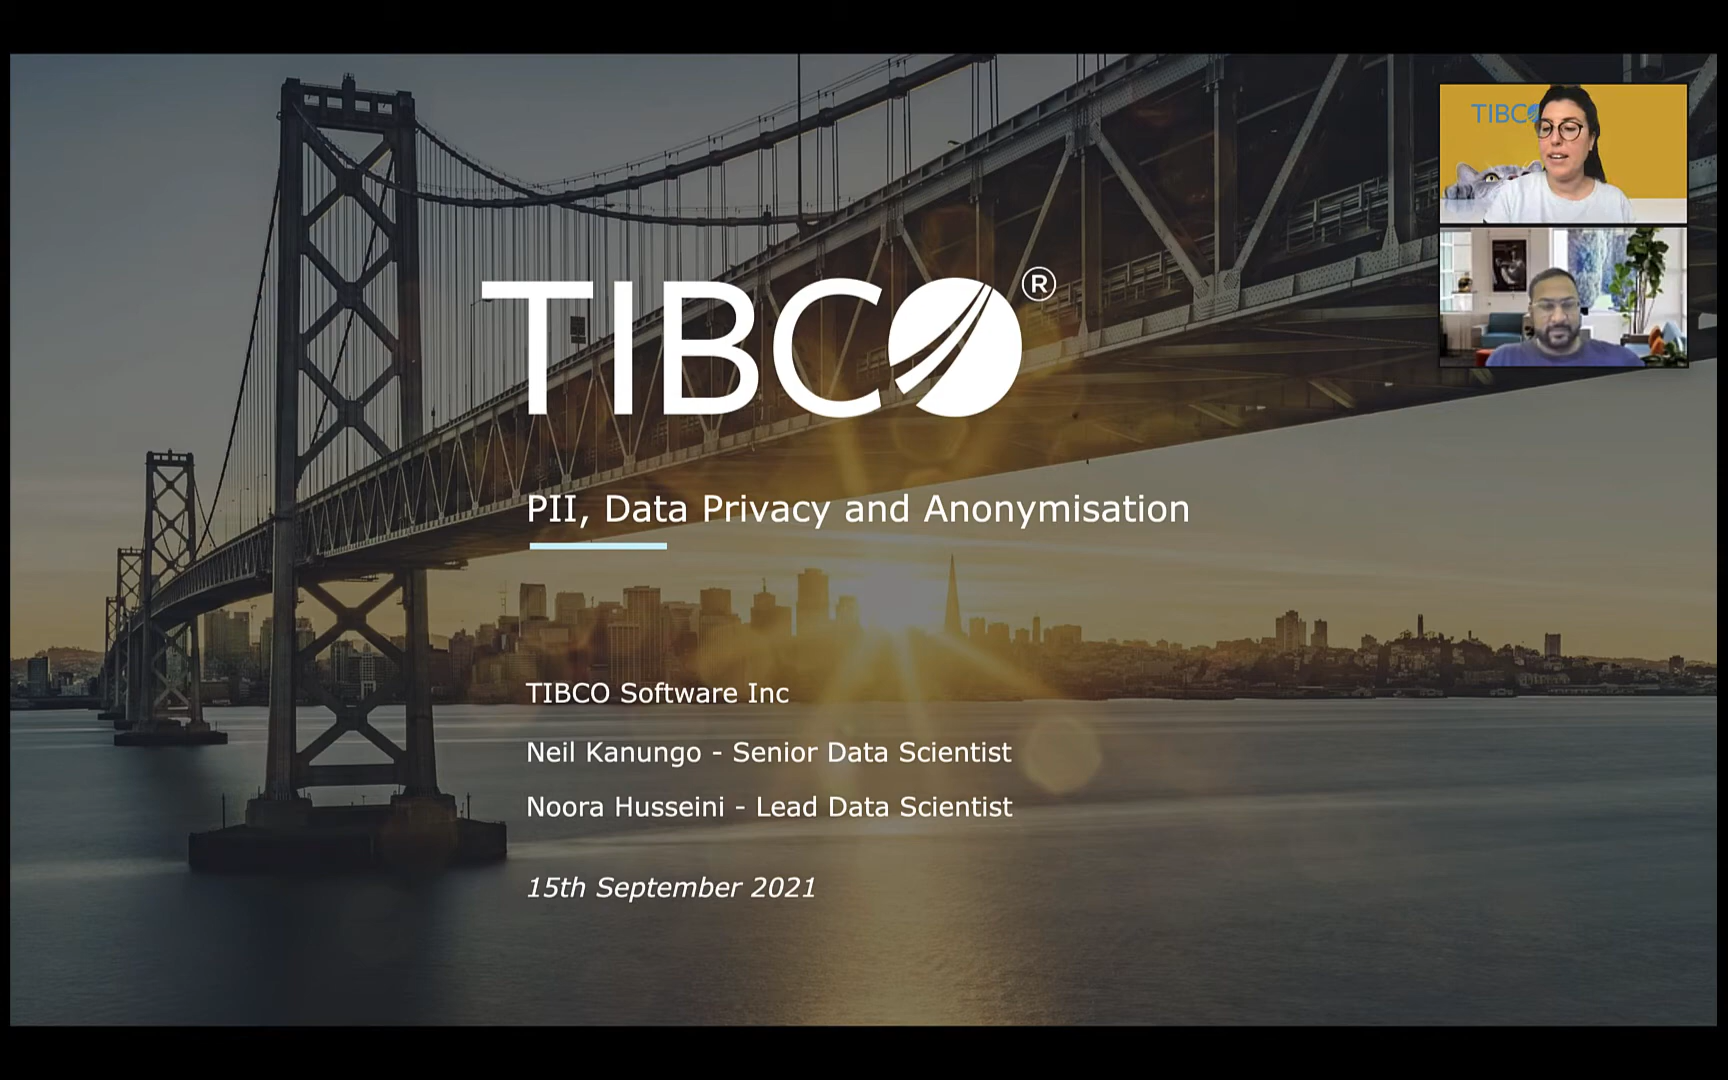 TIBCO®
PII, Data Privacy and Anonymisation
TIBCO Software Inc
Neil Kanungo - Senior Data Scientist
Noora Husseini - Lead Data Scientist
15th September 2021
TIBCO